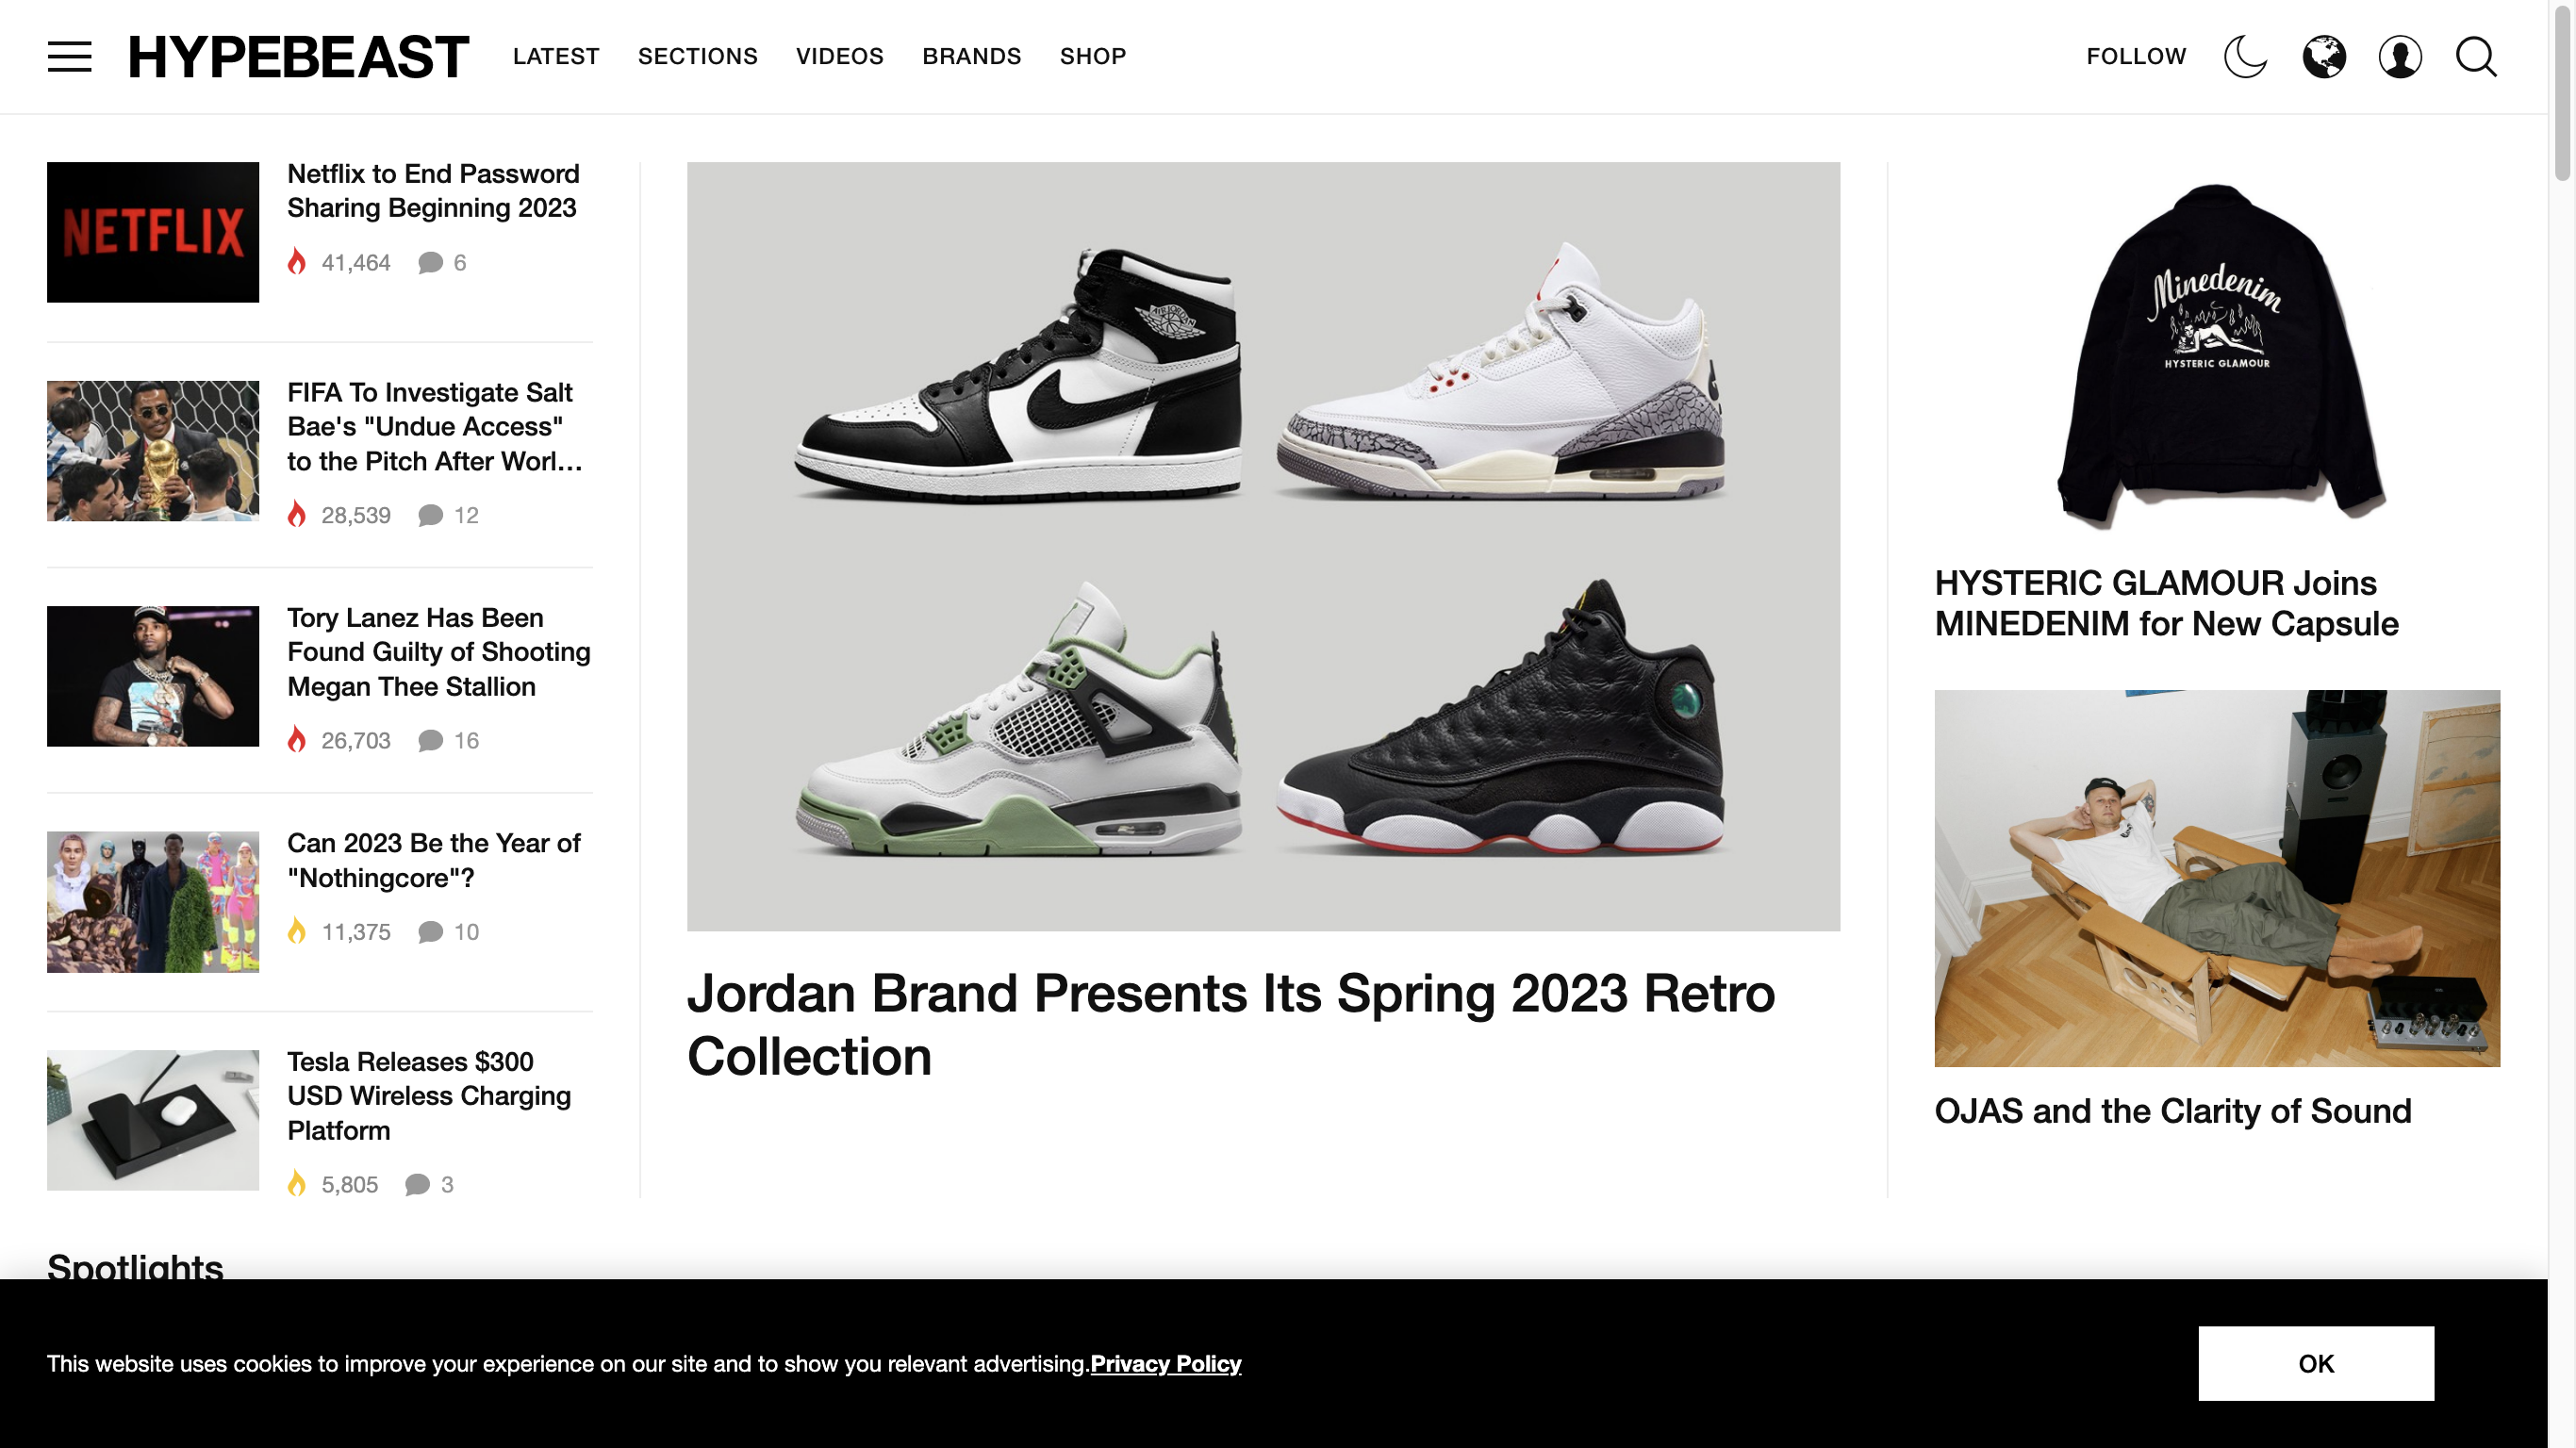 HYPEBEAST
LATEST
SECTIONS
VIDEOS
BRANDS
SHOP
FOLLOW
NETFLIX
Netflix to End Password
Sharing Beginning 2023
41,464
6
FIFA To Investigate Salt
Bae's "Undue Access"
to the Pitch After Worl...
28,539
12
Tory Lanez Has Been
Found Guilty of Shooting
Megan Thee Stallion
26,703
16
Can 2023 Be the Year of
"Nothingcore"?
11,375
10
Tesla Releases $300
USD Wireless Charging
Platform
5,805
3
AIR JORDAN
Jordan Brand Presents Its Spring 2023 Retro
Collection
Minedenim
HYSTERIC GLAMOUR
HYSTERIC GLAMOUR Joins
MINEDENIM for New Capsule
OJAS and the Clarity of Sound
Spotlights
This website uses cookies to improve your experience on our site and to show you relevant advertising.Privacy Policy
OK